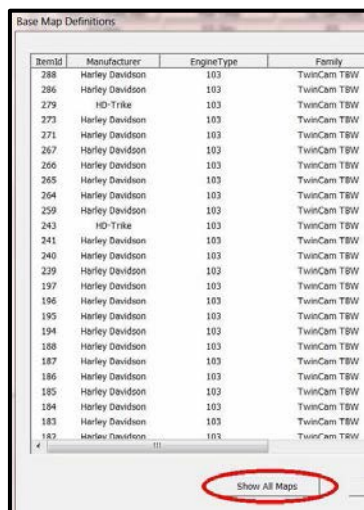 Base Map Definitions
ItemId Manufacturer EngineType Family
288 Harley Davidson 103 TwinCam TBW
286 Harley Davidson 103 TwinCam TBW
279 HD-Trike 103 TwinCam TBW
273 Harley Davidson 103 TwinCam TBW
271 Harley Davidson 103 TwinCam TBW
267 Harley Davidson 103 TwinCam TBW
266 Harley Davidson 103 TwinCam TBW
265 Harley Davidson 103 TwinCam TBW
264 Harley Davidson 103 TwinCam TBW
259 Harley Davidson 103 TwinCam TBW
243 HD-Trike 103 TwinCam TBW
241 Harley Davidson 103 TwinCam TBW
240 Harley Davidson 103 TwinCam TBW
239 Harley Davidson 103 TwinCam TBW
197 Harley Davidson 103 TwinCam TBW
196 Harley Davidson 103 TwinCam TBW
195 Harley Davidson 103 TwinCam TBW
194 Harley Davidson 103 TwinCam TBW
188 Harley Davidson 103 TwinCam TBW
187 Harley Davidson 103 TwinCam TBW
186 Harley Davidson 103 TwinCam TBW
185 Harley Davidson 103 TwinCam TBW
184 Harley Davidson 103 TwinCam TBW
183 Harley Davidson 103 TwinCam TBW
182 Harley Davidson 103 TwinCam TBW
Show All Maps